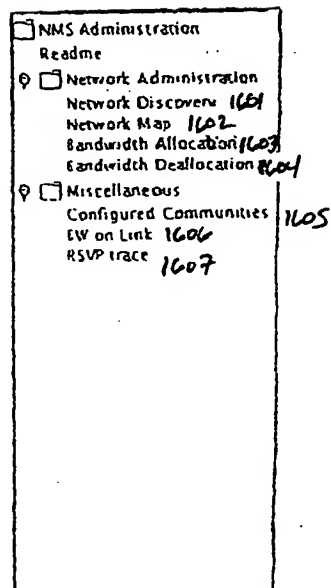 NMS Administration
Readme
Network Administration
Network Discovery 1601
Network Map 1602
Bandwidth Allocation 1603
Bandwidth Deallocation 1604
Miscellaneous
Configured Communities 1605
BW on Link 1606
RSVP trace 1607